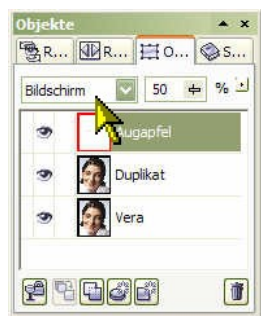 Objekte
R... R... O... S...
Bildschirm 50 %
Augapfel
Duplikat
Vera